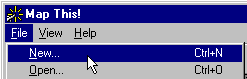 Map This!
File View Help
New... Ctrl+N
Open... Ctrl+O